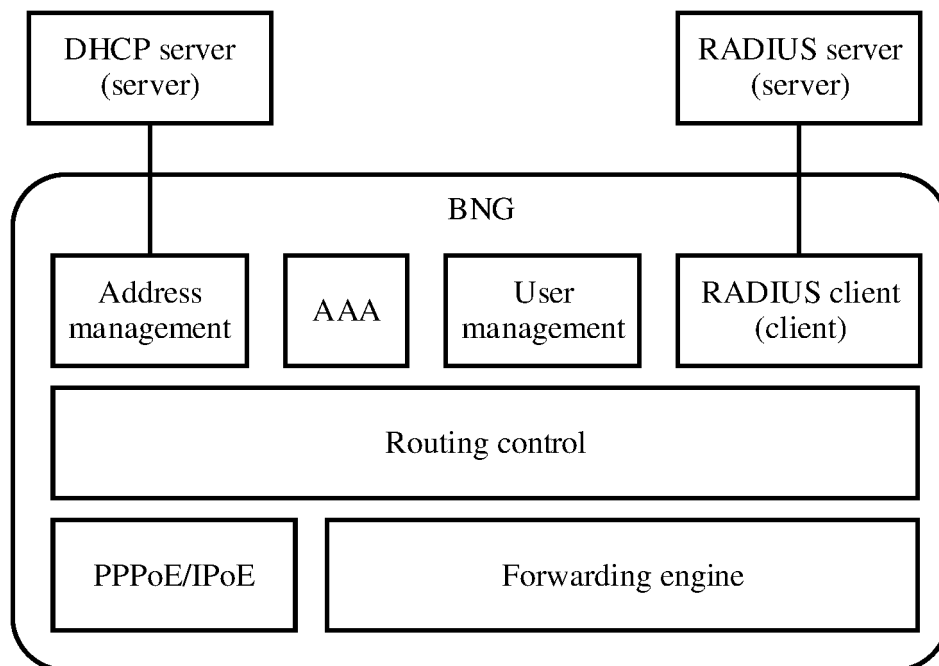 DHCP server
(server)
RADIUS server
(server)
BNG
Address
management
AAA
User
management
RADIUS client
(client)
Routing control
PPPoE/IPoE
Forwarding engine